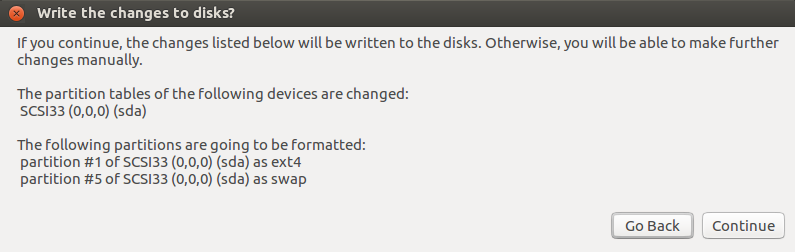 Write the changes to disks?
If you continue, the changes listed below will be written to the disks. Otherwise, you will be able to make further
changes manually.
The partition tables of the following devices are changed:
SCSI33 (0,0,0) (sda)
The following partitions are going to be formatted:
partition #1 of SCSI33 (0,0,0) (sda) as ext4
partition #5 of SCSI33 (0,0,0) (sda) as swap
Go Back Continue